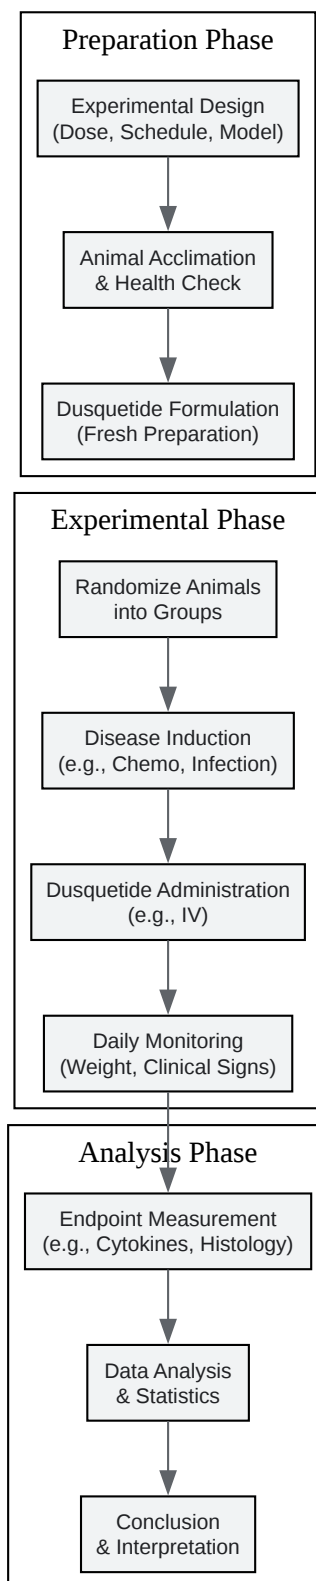 Preparation Phase
Experimental Design
(Dose, Schedule, Model)
Animal Acclimation
& Health Check
Dusquetide Formulation
(Fresh Preparation)
Experimental Phase
Randomize Animals
into Groups
Disease Induction
(e.g., Chemo, Infection)
Dusquetide Administration
(e.g., IV)
Daily Monitoring
(Weight, Clinical Signs)
Analysis Phase
Endpoint Measurement
(e.g., Cytokines, Histology)
Data Analysis
& Statistics
Conclusion
& Interpretation